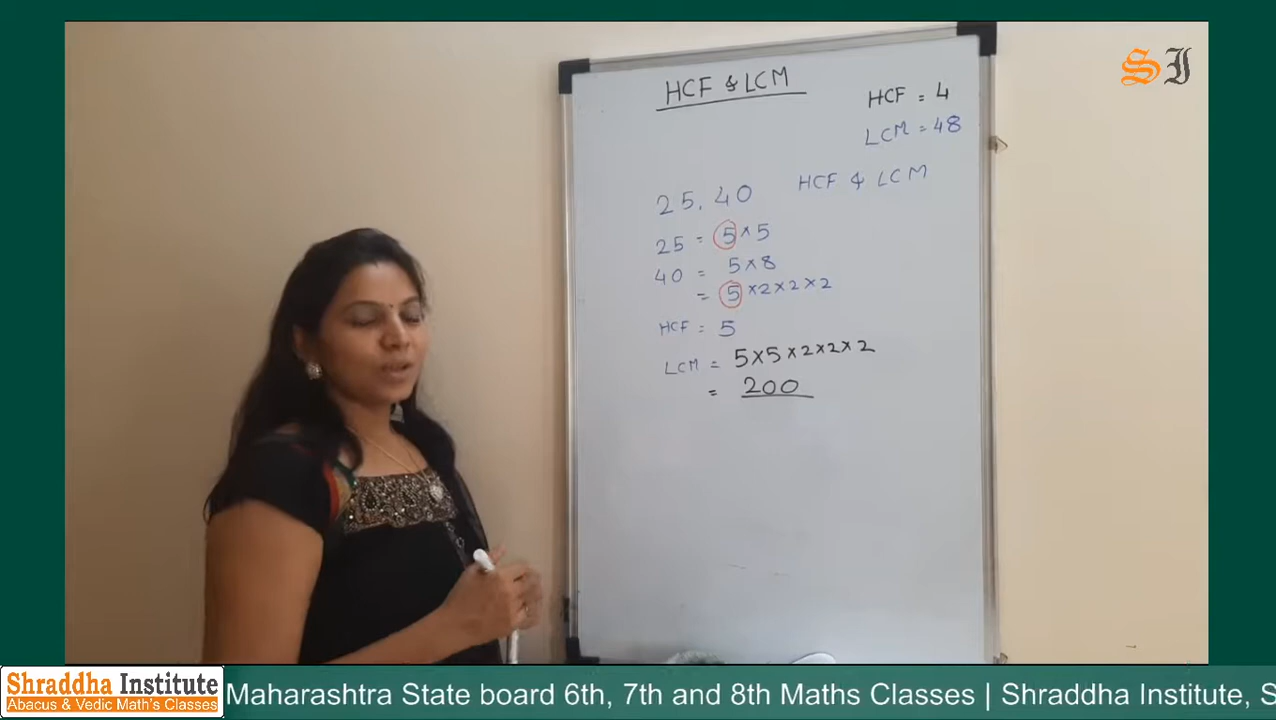 HCF & LCM
HCF = 4
LCM = 48
25, 40 HCF & LCM
25 = 5 × 5
40 = 5 × 8
= 5 × 2 × 2 × 2
HCF = 5
LCM = 5 × 5 × 2 × 2 × 2
= 200
SI
Shraddha Institute
Abacus & Vedic Math's Classes
Maharashtra State board 6th, 7th and 8th Maths Classes | Shraddha Institute, S